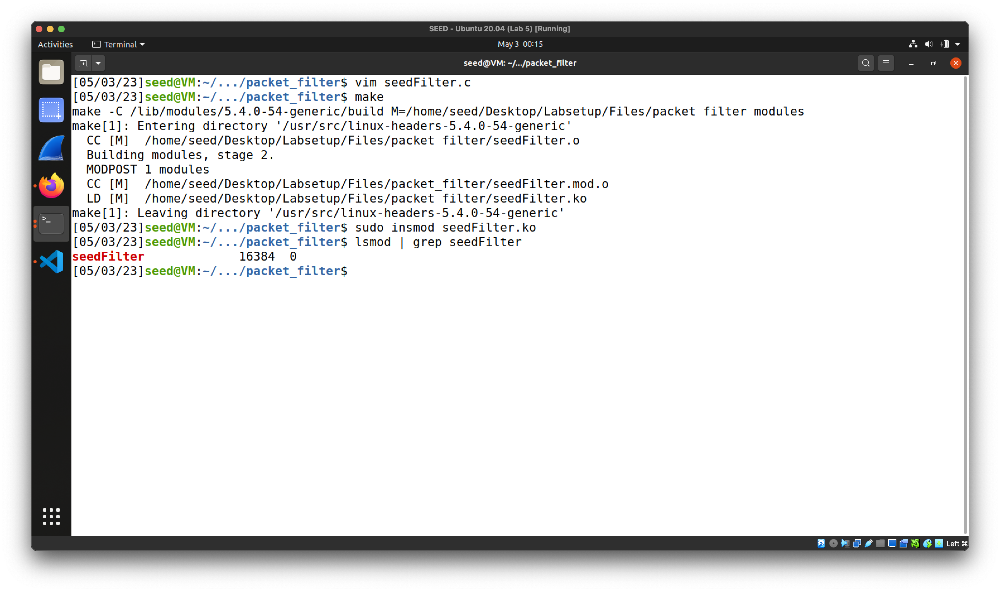 SEED - Ubuntu 20.04 (Lab 5) [Running]
Activities Terminal May 3 00:15
seed@VM: ~/.../packet_filter
[05/03/23]seed@VM:~/.../packet_filter$ vim seedFilter.c
[05/03/23]seed@VM:~/.../packet_filter$ make
make -C /lib/modules/5.4.0-54-generic/build M=/home/seed/Desktop/Labsetup/Files/packet_filter modules
make[1]: Entering directory '/usr/src/linux-headers-5.4.0-54-generic'
  CC [M]  /home/seed/Desktop/Labsetup/Files/packet_filter/seedFilter.o
  Building modules, stage 2.
  MODPOST 1 modules
  CC [M]  /home/seed/Desktop/Labsetup/Files/packet_filter/seedFilter.mod.o
  LD [M]  /home/seed/Desktop/Labsetup/Files/packet_filter/seedFilter.ko
make[1]: Leaving directory '/usr/src/linux-headers-5.4.0-54-generic'
[05/03/23]seed@VM:~/.../packet_filter$ sudo insmod seedFilter.ko
[05/03/23]seed@VM:~/.../packet_filter$ lsmod | grep seedFilter
seedFilter             16384  0
[05/03/23]seed@VM:~/.../packet_filter$
Left ⌘